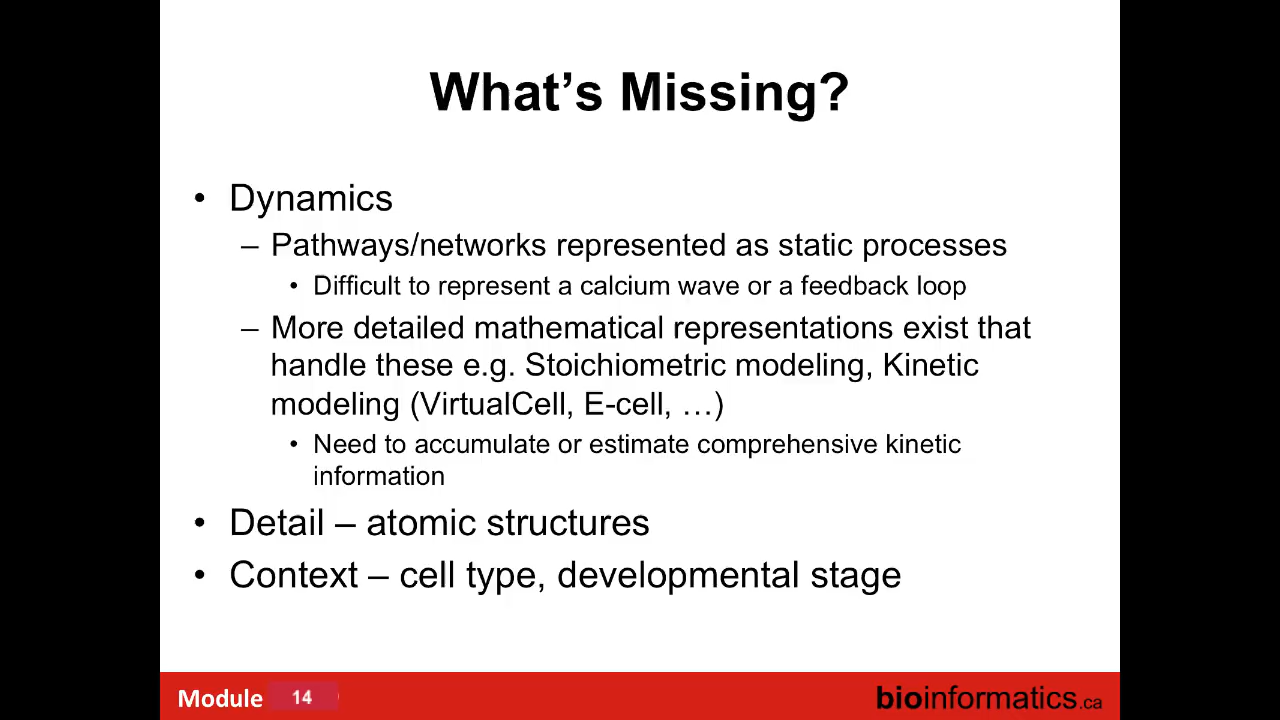 What's Missing?
• Dynamics
– Pathways/networks represented as static processes
• Difficult to represent a calcium wave or a feedback loop
– More detailed mathematical representations exist that
handle these e.g. Stoichiometric modeling, Kinetic
modeling (VirtualCell, E-cell, …)
• Need to accumulate or estimate comprehensive kinetic
information
• Detail – atomic structures
• Context – cell type, developmental stage
Module 14
bioinformatics.ca